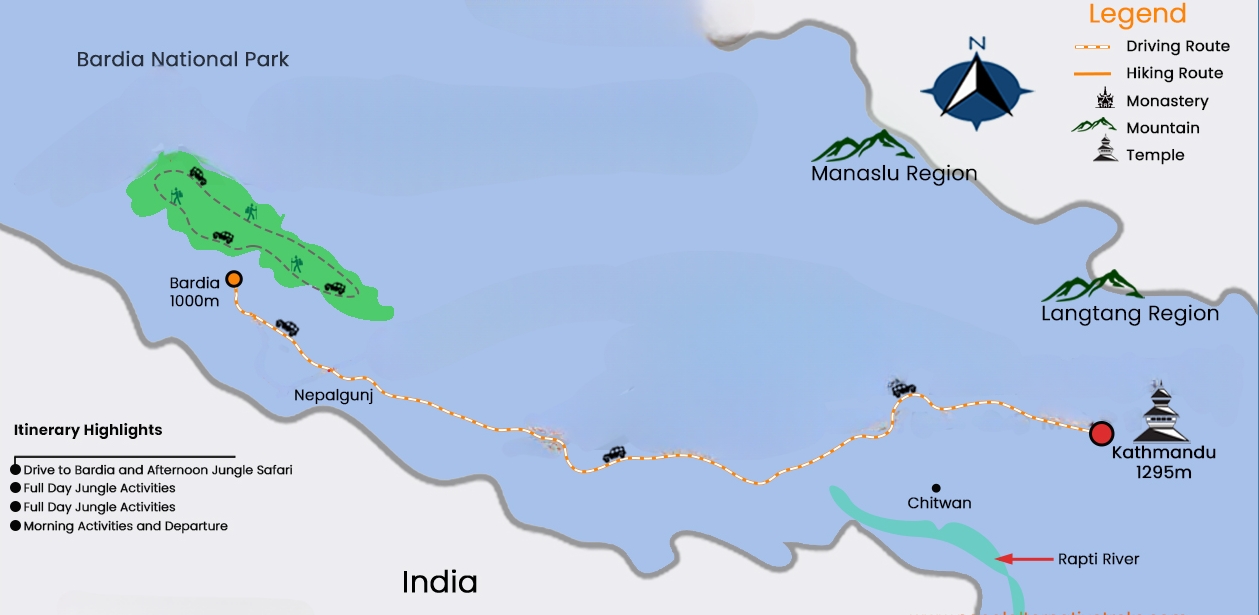 Legend
Driving Route
Hiking Route
Monastery
Mountain
Temple
N
Bardia National Park
Manaslu Region
Langtang Region
Bardia
1000m
Nepalgunj
Kathmandu
1295m
Chitwan
Rapti River
India
Itinerary Highlights
Drive to Bardia and Afternoon Jungle Safari
Full Day Jungle Activities
Full Day Jungle Activities
Morning Activities and Departure